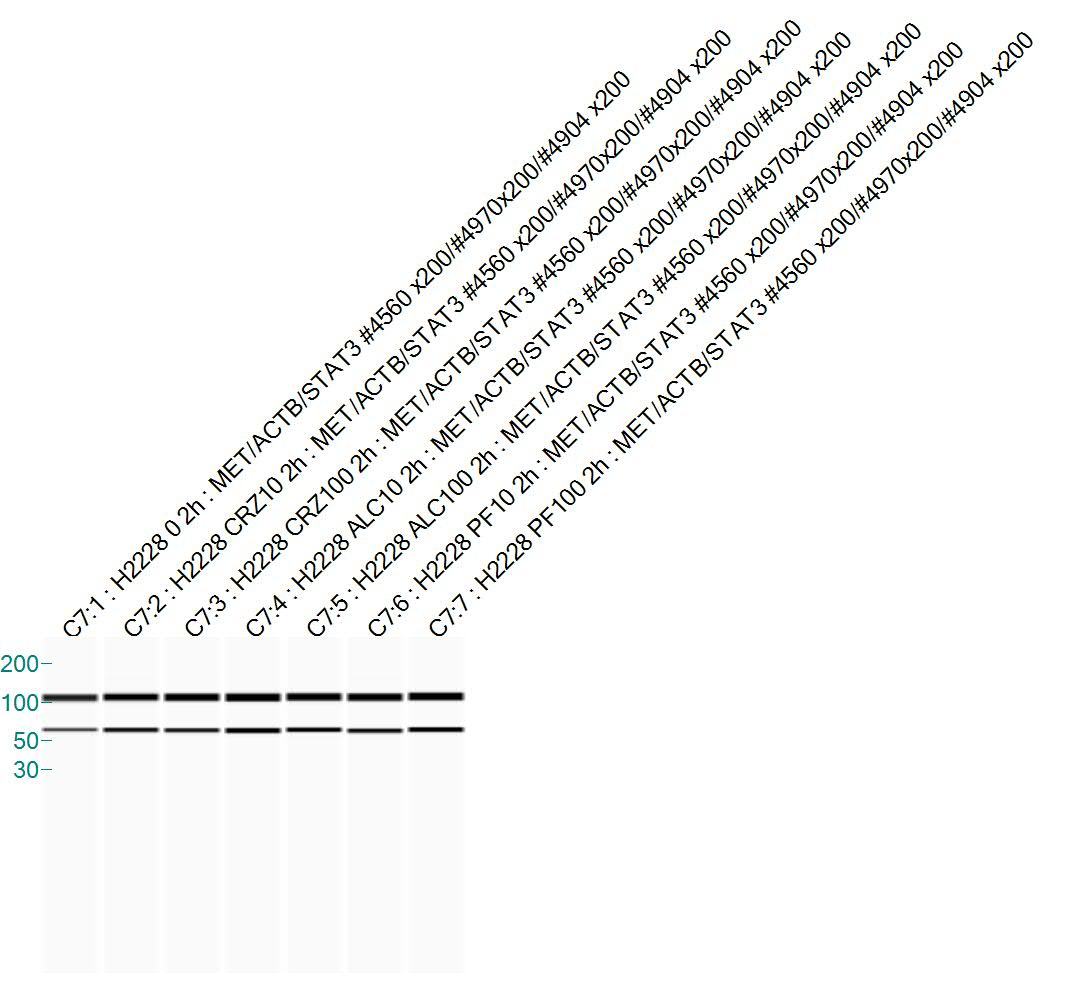 C7:1 : H2228 0 2h : MET/ACTB/STAT3 #4560 x200/#4970x200/#4904 x200
C7:2 : H2228 CRZ10 2h : MET/ACTB/STAT3 #4560 x200/#4970x200/#4904 x200
C7:3 : H2228 CRZ100 2h : MET/ACTB/STAT3 #4560 x200/#4970x200/#4904 x200
C7:4 : H2228 ALC10 2h : MET/ACTB/STAT3 #4560 x200/#4970x200/#4904 x200
C7:5 : H2228 ALC100 2h : MET/ACTB/STAT3 #4560 x200/#4970x200/#4904 x200
C7:6 : H2228 PF10 2h : MET/ACTB/STAT3 #4560 x200/#4970x200/#4904 x200
C7:7 : H2228 PF100 2h : MET/ACTB/STAT3 #4560 x200/#4970x200/#4904 x200
200
100
50
30